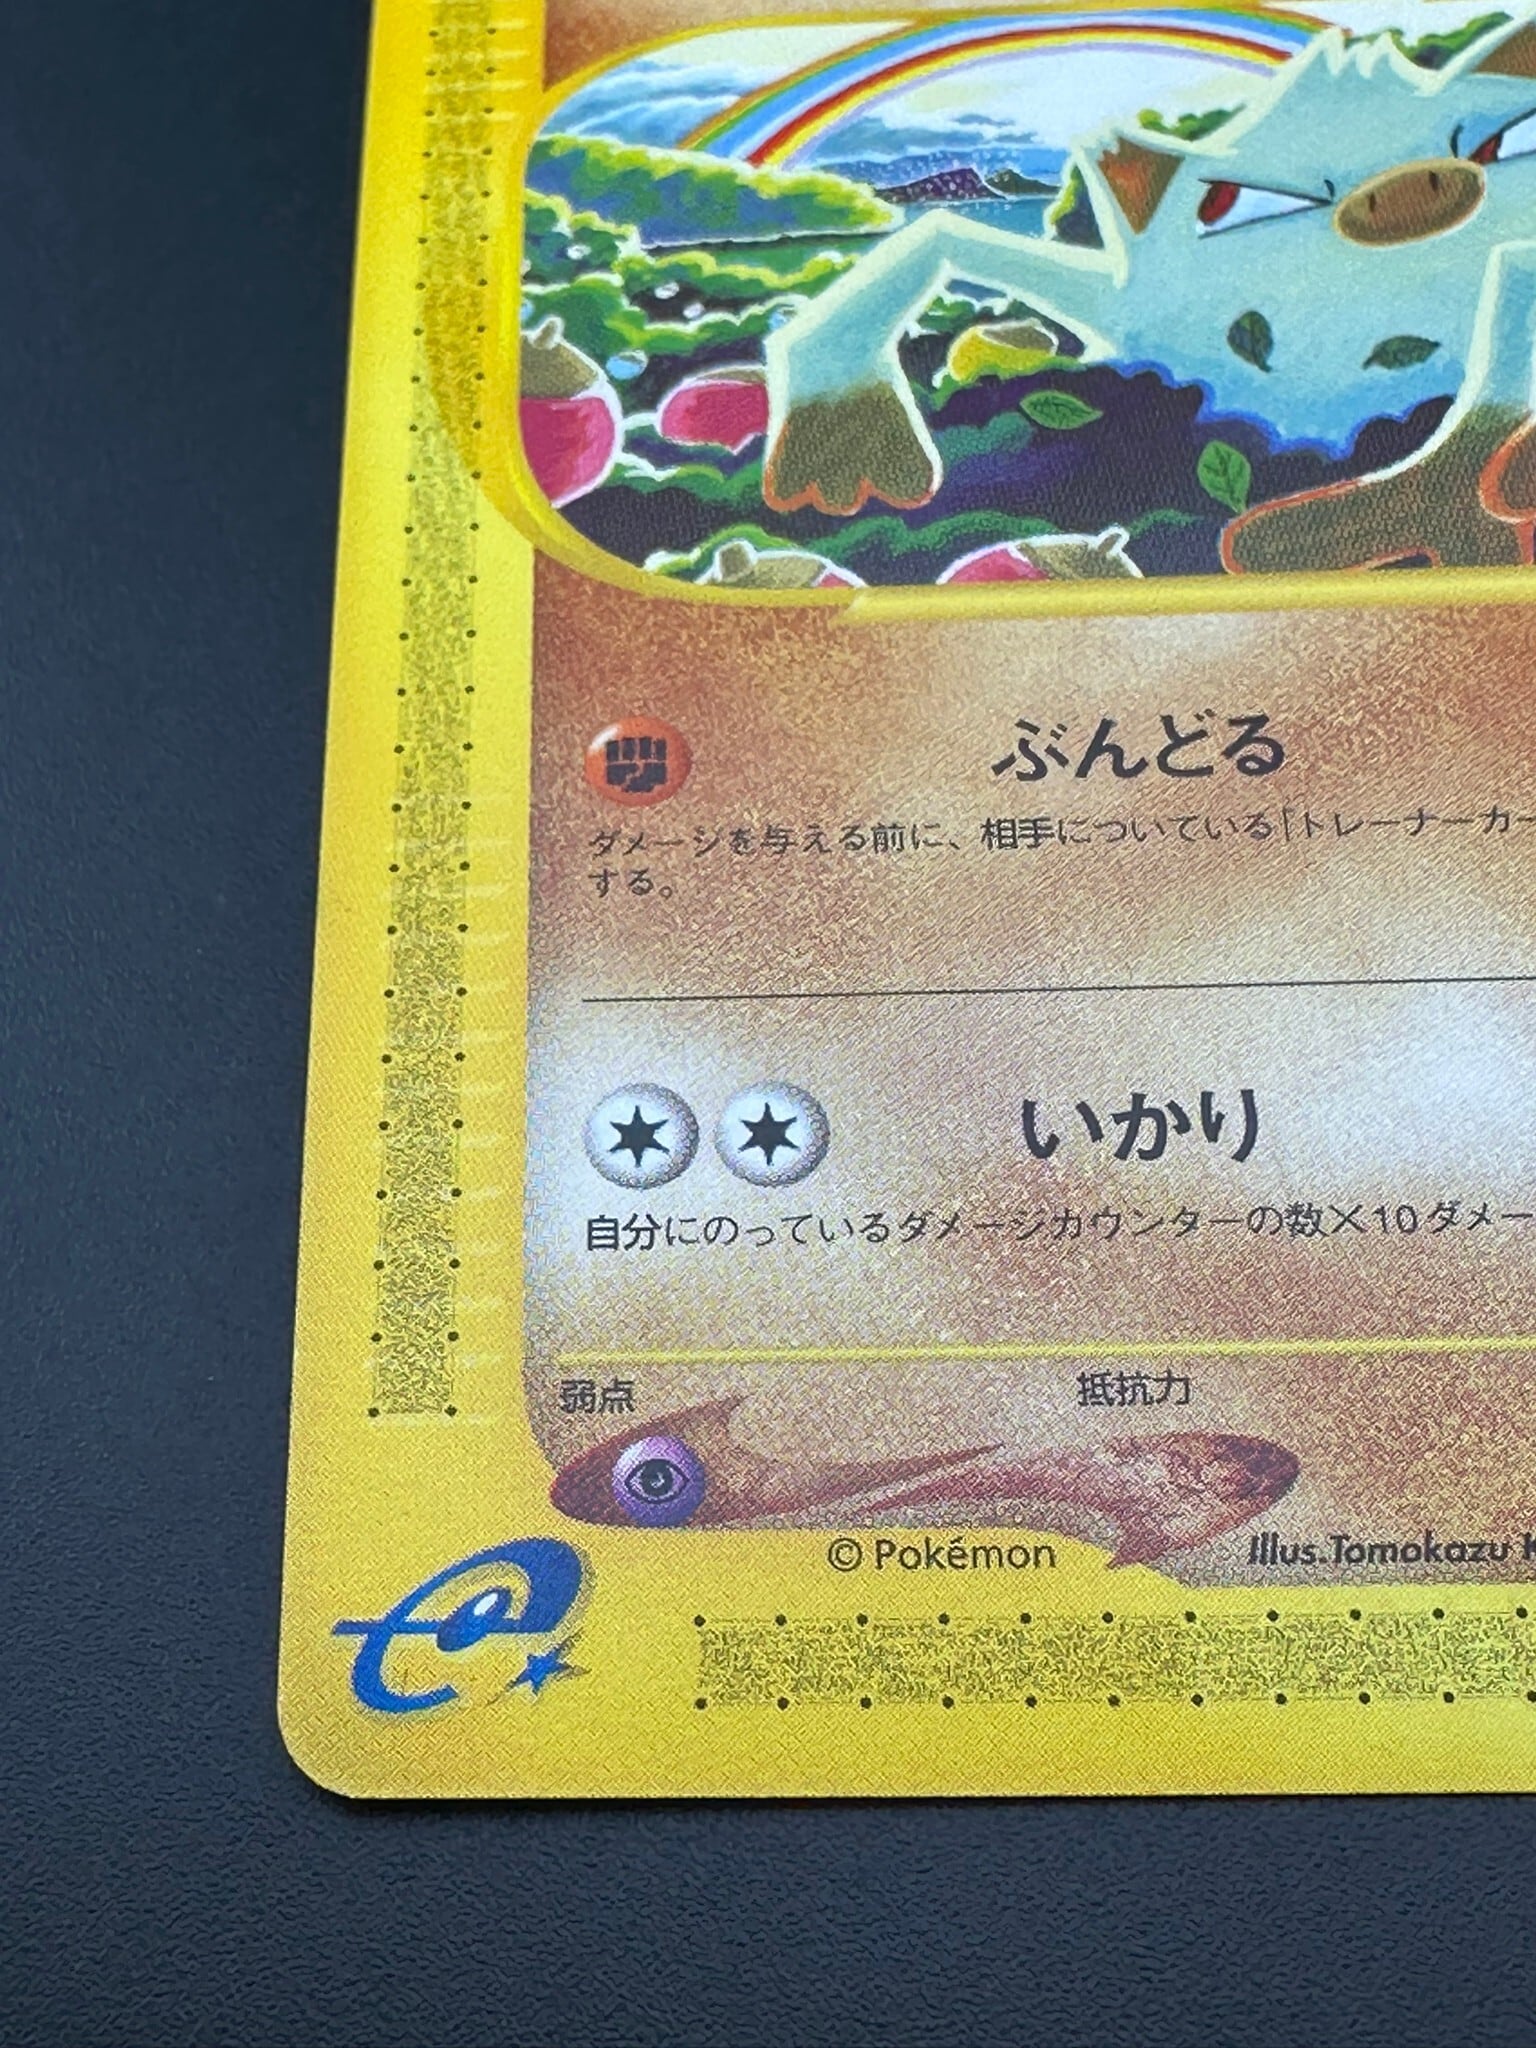 ぶんどる
ダメージを与える前に、相手についている「トレーナーカー
する。
いかり
自分にのっているダメージカウンターの数×10ダメー
弱点 抵抗力
© Pokémon Illus.Tomokazu